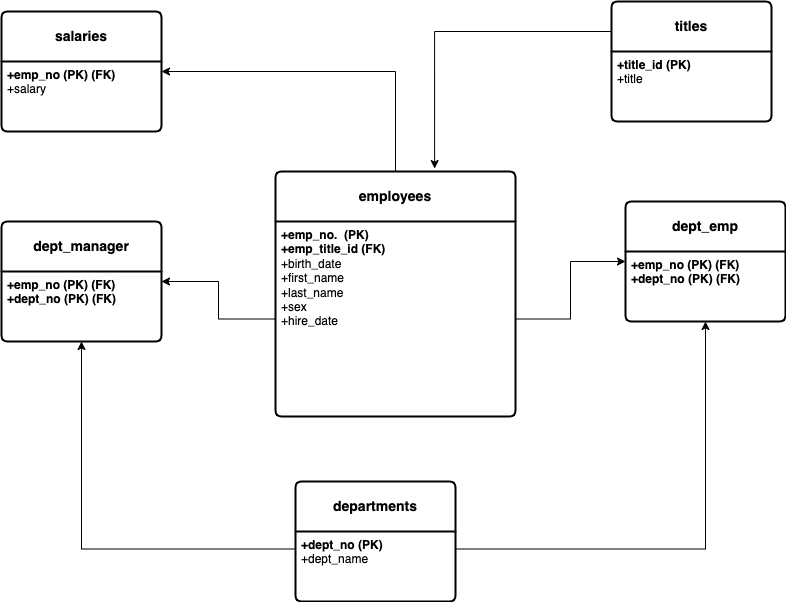 salaries
+emp_no (PK) (FK)
+salary
titles
+title_id (PK)
+title
employees
+emp_no.  (PK)
+emp_title_id (FK)
+birth_date
+first_name
+last_name
+sex
+hire_date
dept_manager
+emp_no (PK) (FK)
+dept_no (PK) (FK)
dept_emp
+emp_no (PK) (FK)
+dept_no (PK) (FK)
departments
+dept_no (PK)
+dept_name